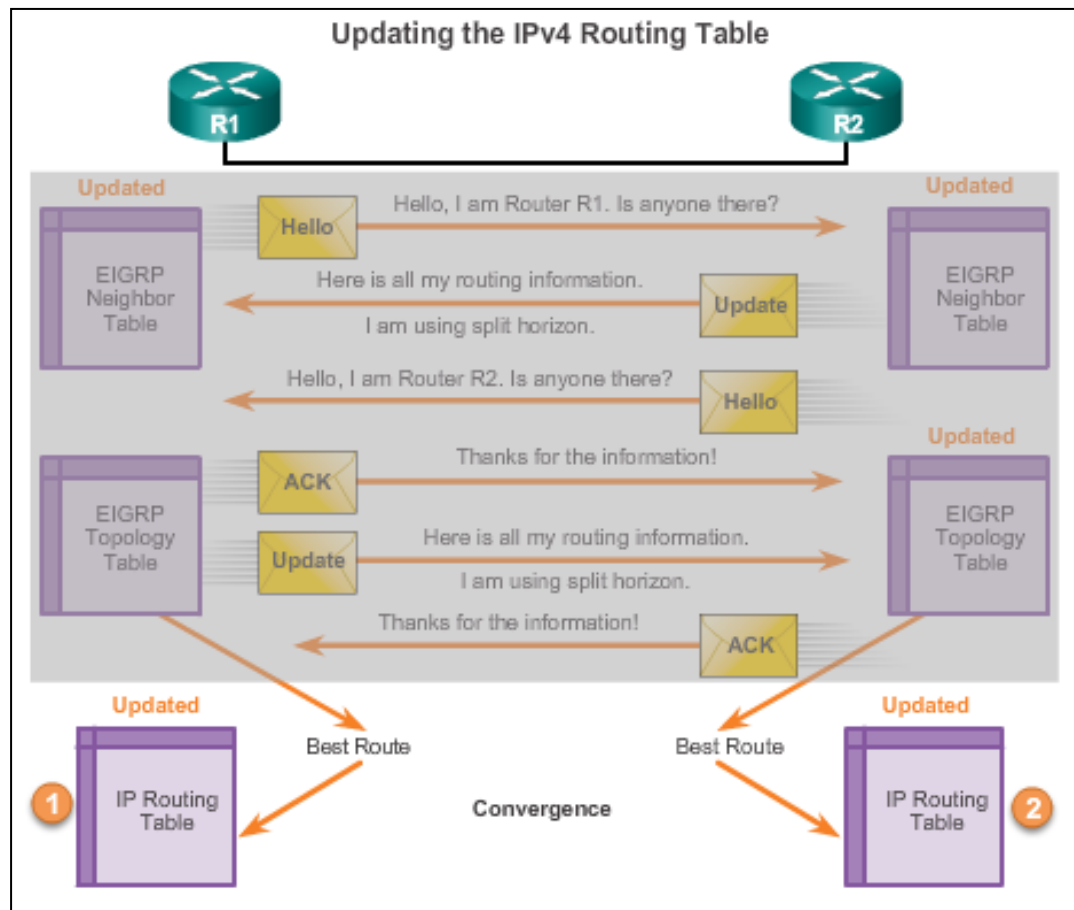 Updating the IPv4 Routing Table
R1
R2
Updated
Updated
Hello
Hello, I am Router R1. Is anyone there?
EIGRP
Neighbor
Table
Here is all my routing information.
I am using split horizon.
Update
EIGRP
Neighbor
Table
Hello, I am Router R2. Is anyone there?
Hello
Updated
ACK
Thanks for the information!
EIGRP
Topology
Table
Update
Here is all my routing information.
I am using split horizon.
EIGRP
Topology
Table
Thanks for the information!
ACK
Updated
Updated
Best Route
Best Route
1
IP Routing
Table
Convergence
IP Routing
Table
2